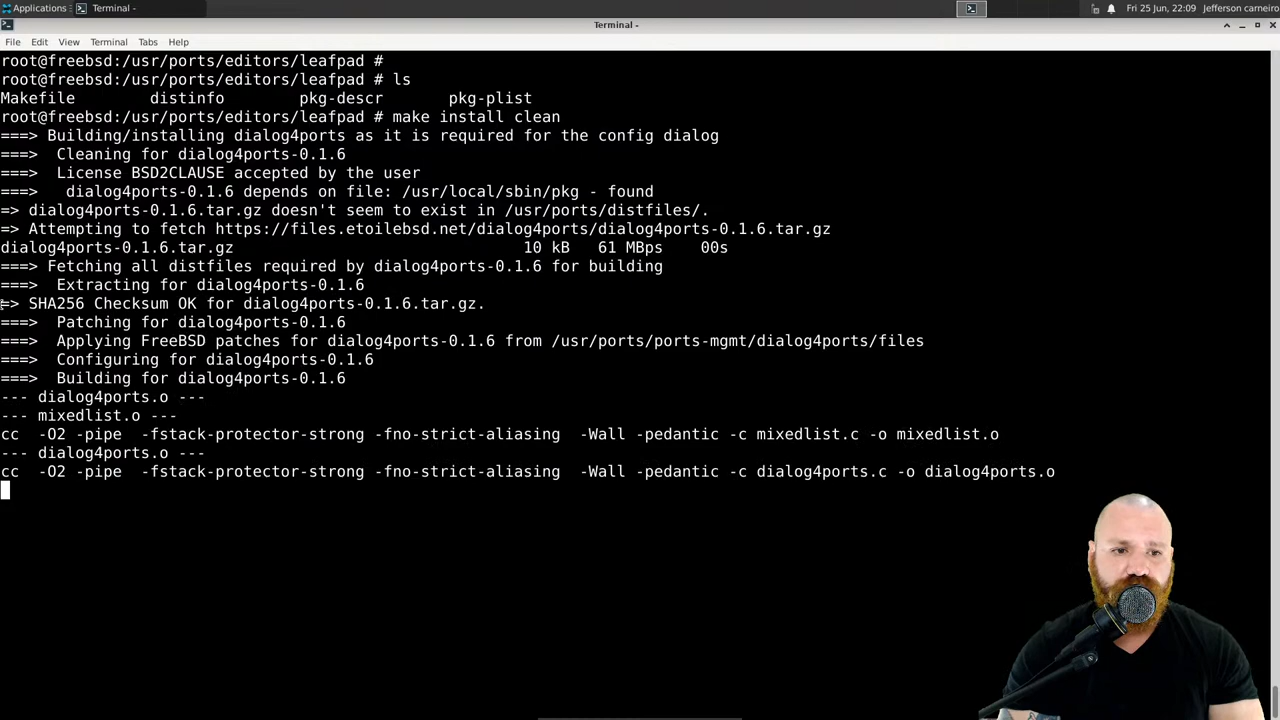 Applications
Terminal -
Fri 25 Jun, 22:09
Jefferson carneiro
Terminal -
File Edit View Terminal Tabs Help
root@freebsd:/usr/ports/editors/leafpad #
root@freebsd:/usr/ports/editors/leafpad # ls
Makefile distinfo pkg-descr pkg-plist
root@freebsd:/usr/ports/editors/leafpad # make install clean
===> Building/installing dialog4ports as it is required for the config dialog
===> Cleaning for dialog4ports-0.1.6
===> License BSD2CLAUSE accepted by the user
===> dialog4ports-0.1.6 depends on file: /usr/local/sbin/pkg - found
=> dialog4ports-0.1.6.tar.gz doesn't seem to exist in /usr/ports/distfiles/.
=> Attempting to fetch https://files.etoilebsd.net/dialog4ports/dialog4ports-0.1.6.tar.gz
dialog4ports-0.1.6.tar.gz 10 kB 61 MBps 00s
===> Fetching all distfiles required by dialog4ports-0.1.6 for building
===> Extracting for dialog4ports-0.1.6
=> SHA256 Checksum OK for dialog4ports-0.1.6.tar.gz.
===> Patching for dialog4ports-0.1.6
===> Applying FreeBSD patches for dialog4ports-0.1.6 from /usr/ports/ports-mgmt/dialog4ports/files
===> Configuring for dialog4ports-0.1.6
===> Building for dialog4ports-0.1.6
--- dialog4ports.o ---
--- mixedlist.o ---
cc -O2 -pipe -fstack-protector-strong -fno-strict-aliasing -Wall -pedantic -c mixedlist.c -o mixedlist.o
--- dialog4ports.o ---
cc -O2 -pipe -fstack-protector-strong -fno-strict-aliasing -Wall -pedantic -c dialog4ports.c -o dialog4ports.o